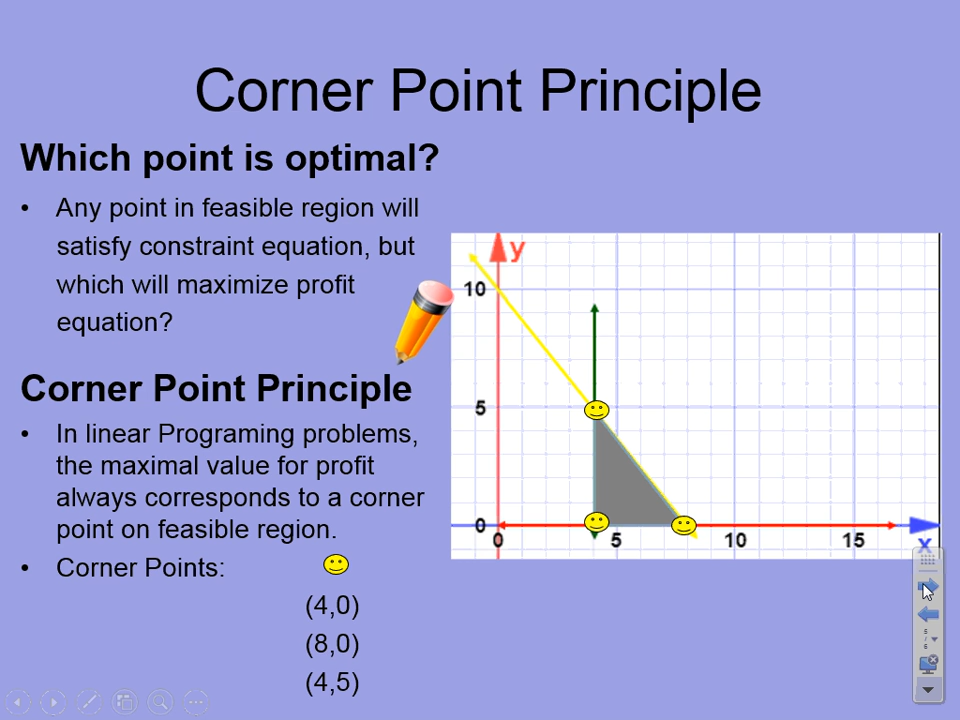 Corner Point Principle
Which point is optimal?
• Any point in feasible region will
satisfy constraint equation, but
which will maximize profit
equation?
Corner Point Principle
• In linear Programing problems,
the maximal value for profit
always corresponds to a corner
point on feasible region.
• Corner Points:
(4,0)
(8,0)
(4,5)
y
10
5
0
0 5 10 15
x
5
/
6